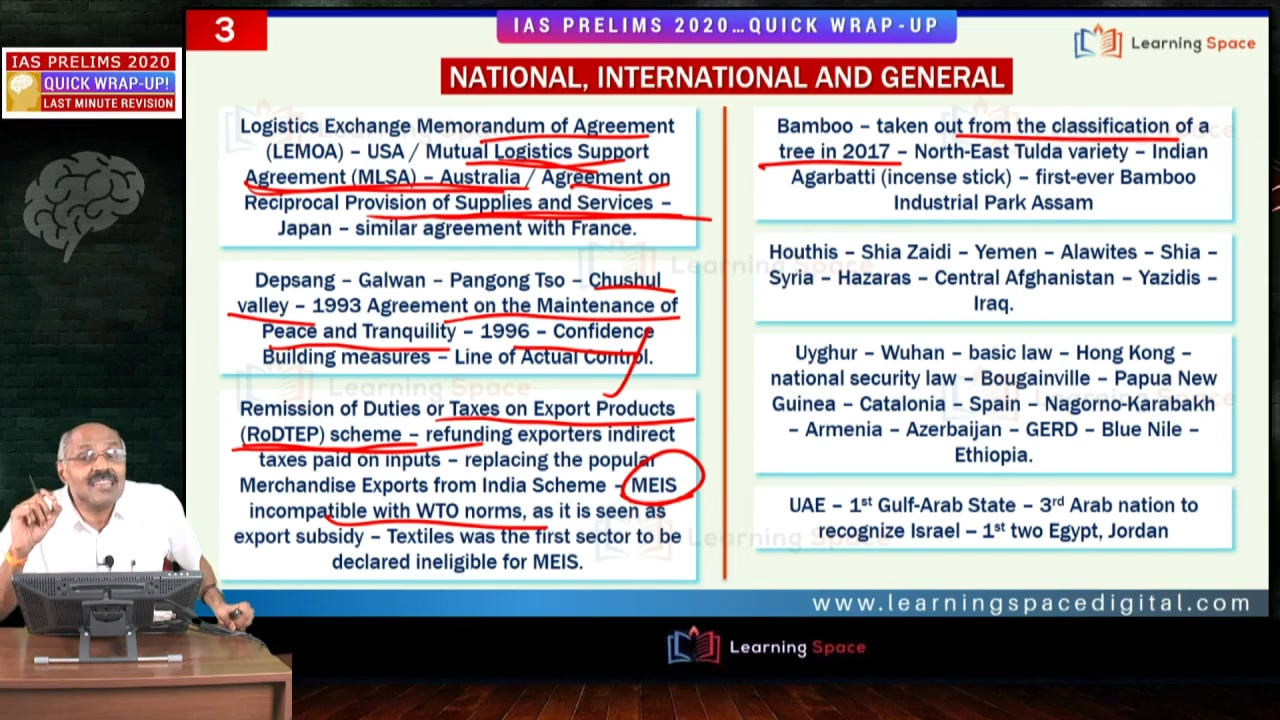 3
IAS PRELIMS 2020...QUICK WRAP-UP
Learning Space
IAS PRELIMS 2020
QUICK WRAP-UP!
LAST MINUTE REVISION
NATIONAL, INTERNATIONAL AND GENERAL
Logistics Exchange Memorandum of Agreement
(LEMOA) – USA / Mutual Logistics Support
Agreement (MLSA) – Australia / Agreement on
Reciprocal Provision of Supplies and Services –
Japan – similar agreement with France.
Depsang – Galwan – Pangong Tso – Chushul
valley – 1993 Agreement on the Maintenance of
Peace and Tranquility – 1996 – Confidence
Building measures – Line of Actual Control.
Remission of Duties or Taxes on Export Products
(RoDTEP) scheme – refunding exporters indirect
taxes paid on inputs – replacing the popular
Merchandise Exports from India Scheme – MEIS
incompatible with WTO norms, as it is seen as
export subsidy – Textiles was the first sector to be
declared ineligible for MEIS.
Bamboo – taken out from the classification of a
tree in 2017 – North-East Tulda variety – Indian
Agarbatti (incense stick) – first-ever Bamboo
Industrial Park Assam
Houthis – Shia Zaidi – Yemen – Alawites – Shia –
Syria – Hazaras – Central Afghanistan – Yazidis –
Iraq.
Uyghur – Wuhan – basic law – Hong Kong –
national security law – Bougainville – Papua New
Guinea – Catalonia – Spain – Nagorno-Karabakh
– Armenia – Azerbaijan – GERD – Blue Nile –
Ethiopia.
UAE – 1st Gulf-Arab State – 3rd Arab nation to
recognize Israel – 1st two Egypt, Jordan
www.learningspacedigital.com
Learning Space